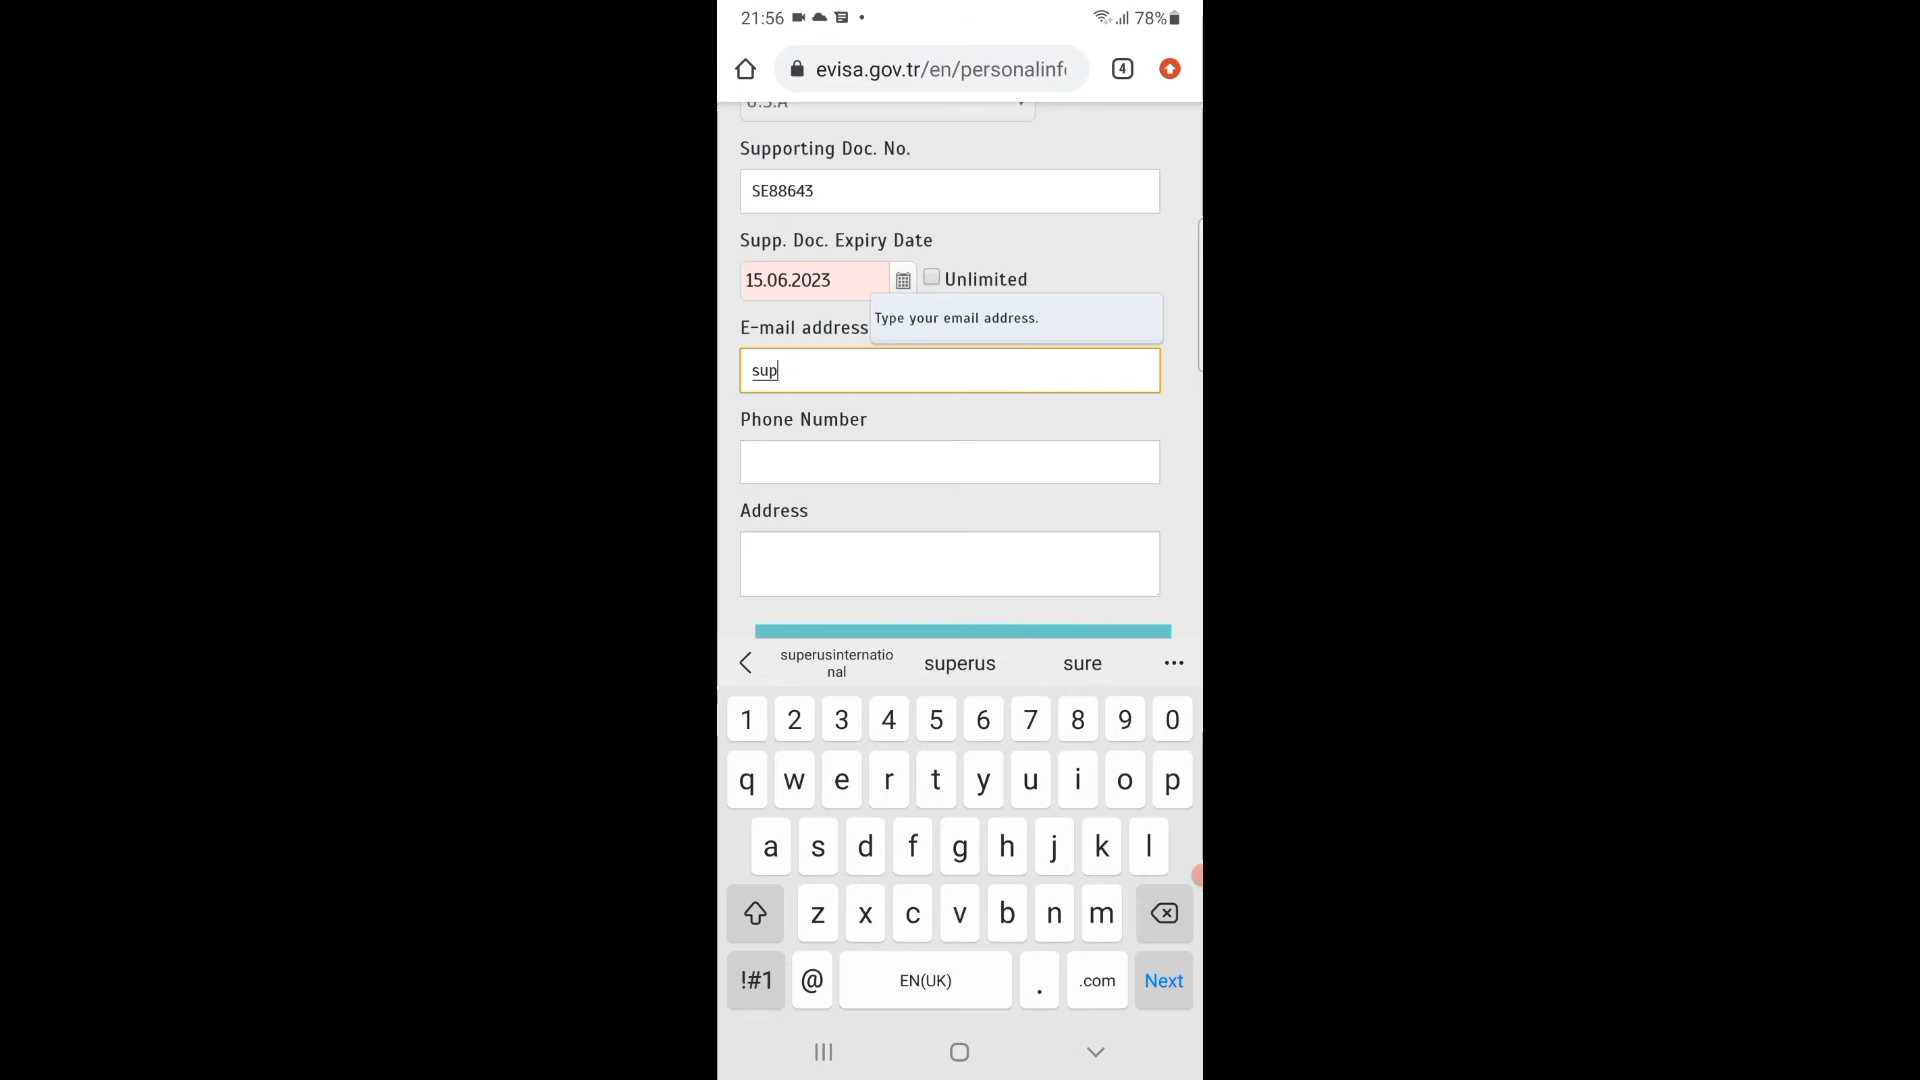 21:56
78%
evisa.gov.tr/en/personalinf
4
U.S.A
Supporting Doc. No.
SE88643
Supp. Doc. Expiry Date
15.06.2023
Unlimited
Type your email address.
E-mail address
sup
Phone Number
Address
superusinternatio
nal
superus
sure
1 2 3 4 5 6 7 8 9 0
q w e r t y u i o p
a s d f g h j k l
z x c v b n m
!#1 @ EN(UK) . .com Next